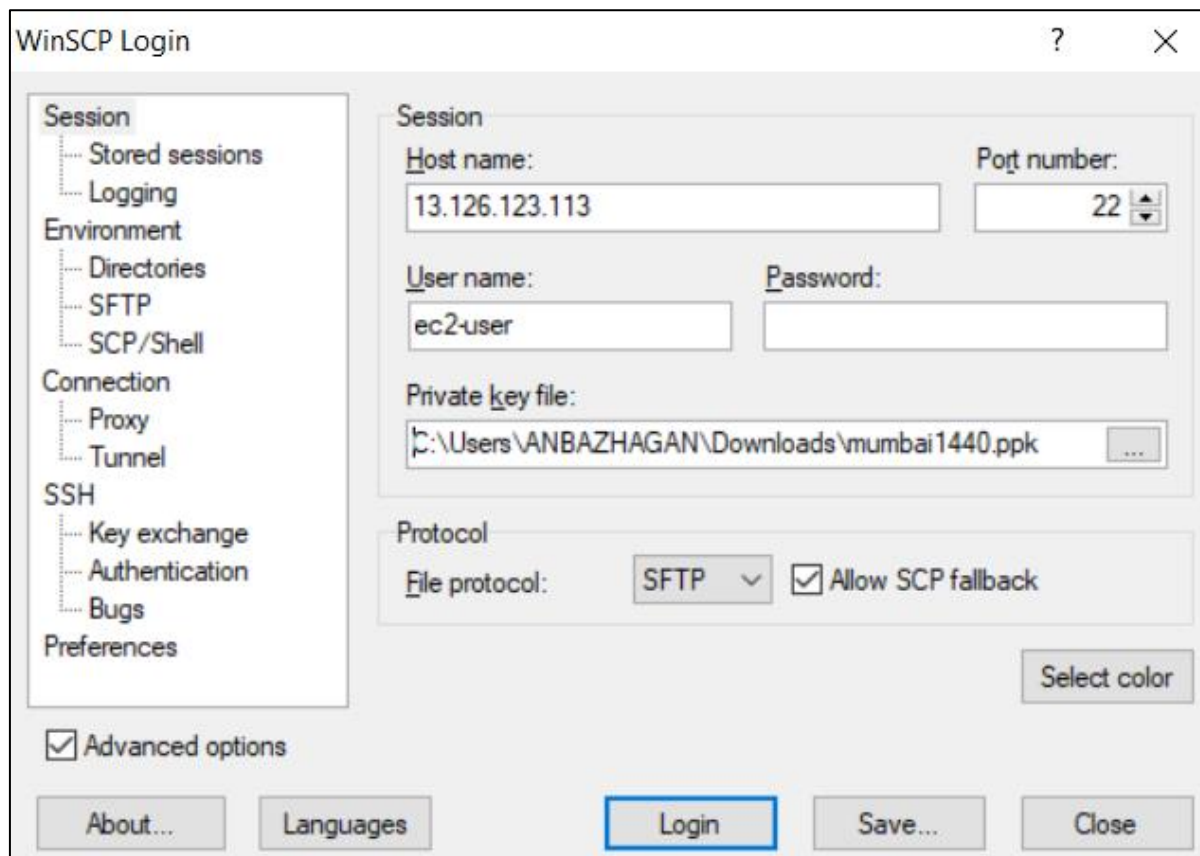 WinSCP Login
?
Session
Stored sessions
Logging
Environment
Directories
SFTP
SCP/Shell
Connection
Proxy
Tunnel
SSH
Key exchange
Authentication
Bugs
Preferences
Session
Host name:
Port number:
13.126.123.113
22
User name:
Password:
ec2-user
Private key file:
C:\Users\ANBAZHAGAN\Downloads\mumbai1440.ppk
...
Protocol
File protocol:
SFTP
Allow SCP fallback
Select color
Advanced options
About...
Languages
Login
Save...
Close